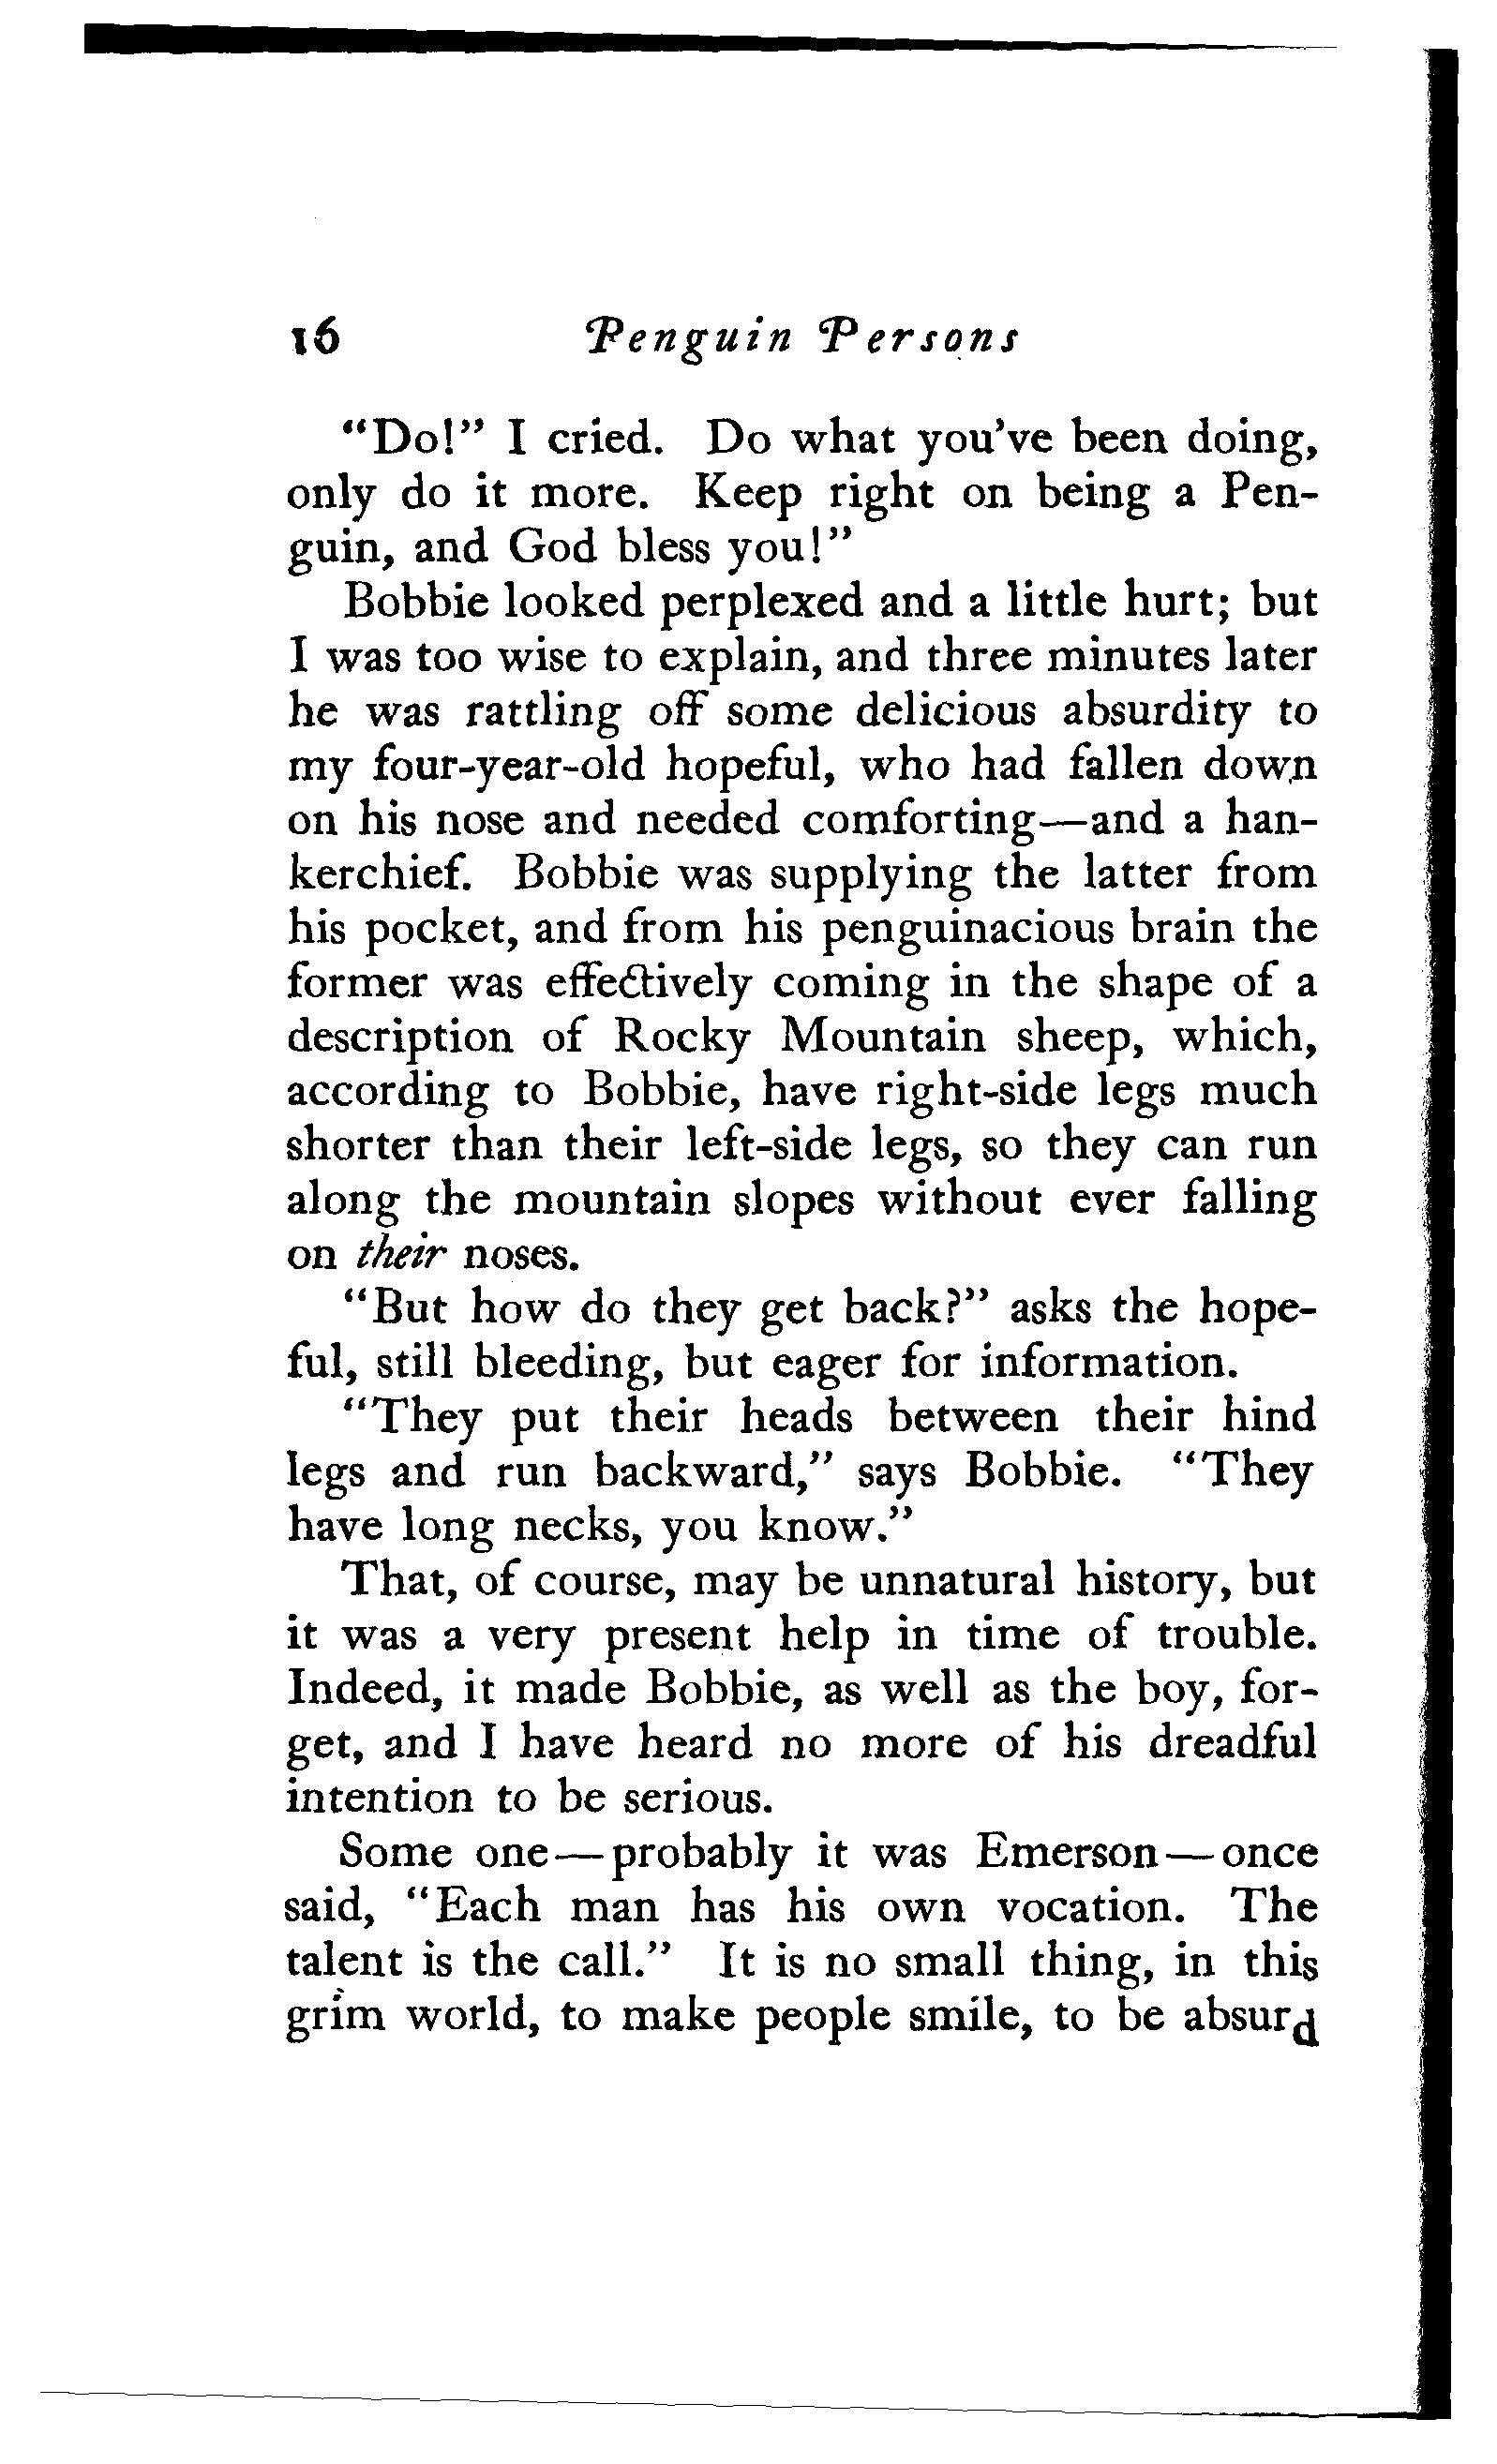 16 Penguin Persons
"Do!" I cried. Do what you've been doing,
only do it more. Keep right on being a Pen-
guin, and God bless you!"
Bobbie looked perplexed and a little hurt; but
I was too wise to explain, and three minutes later
he was rattling off some delicious absurdity to
my four-year-old hopeful, who had fallen down
on his nose and needed comforting—and a han-
kerchief. Bobbie was supplying the latter from
his pocket, and from his penguinacious brain the
former was effectively coming in the shape of a
description of Rocky Mountain sheep, which,
according to Bobbie, have right-side legs much
shorter than their left-side legs, so they can run
along the mountain slopes without ever falling
on their noses.
"But how do they get back?" asks the hope-
ful, still bleeding, but eager for information.
"They put their heads between their hind
legs and run backward," says Bobbie. "They
have long necks, you know."
That, of course, may be unnatural history, but
it was a very present help in time of trouble.
Indeed, it made Bobbie, as well as the boy, for-
get, and I have heard no more of his dreadful
intention to be serious.
Some one—probably it was Emerson—once
said, "Each man has his own vocation. The
talent is the call." It is no small thing, in this
grim world, to make people smile, to be absurd